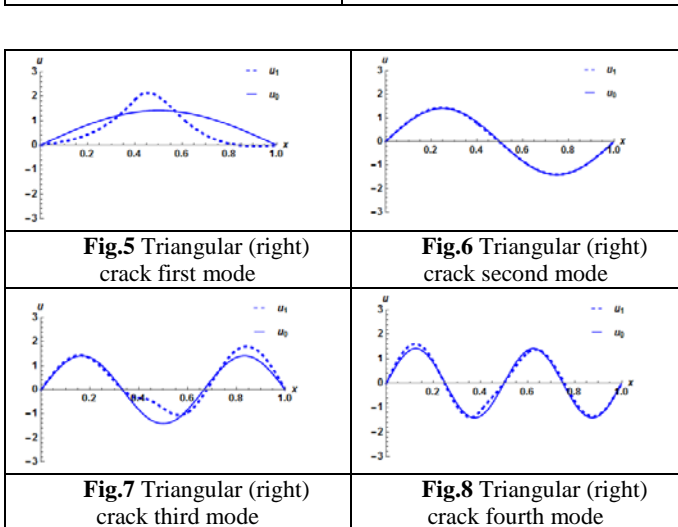 u
3
2
1
-1
-2
-3
0.2 0.4 0.6 0.8 1.0 x
u₁
u₀
Fig.5 Triangular (right)
crack first mode
u
3
2
1
0
-1
-2
-3
0.2 0.4 0.6 0.8 1.0 x
u₁
u₀
Fig.6 Triangular (right)
crack second mode
u
3
2
1
0
-1
-2
-3
0.2 0.4 0.6 0.8 1.0 x
u₁
u₀
Fig.7 Triangular (right)
crack third mode
u
3
2
1
0
-1
-2
-3
0.2 0.4 0.6 0.8 1.0 x
u₁
u₀
Fig.8 Triangular (right)
crack fourth mode